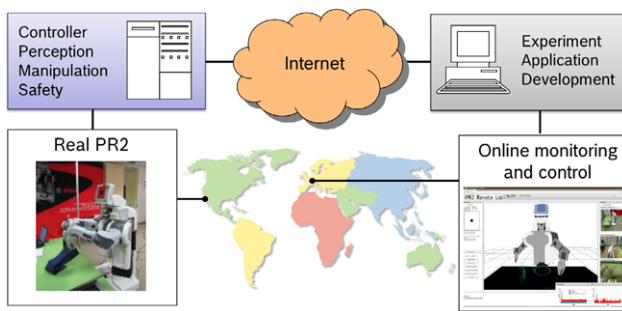 Controller
Perception
Manipulation
Safety
Internet
Experiment
Application
Development
Real PR2
Online monitoring
and control
PR2 Remote Lab